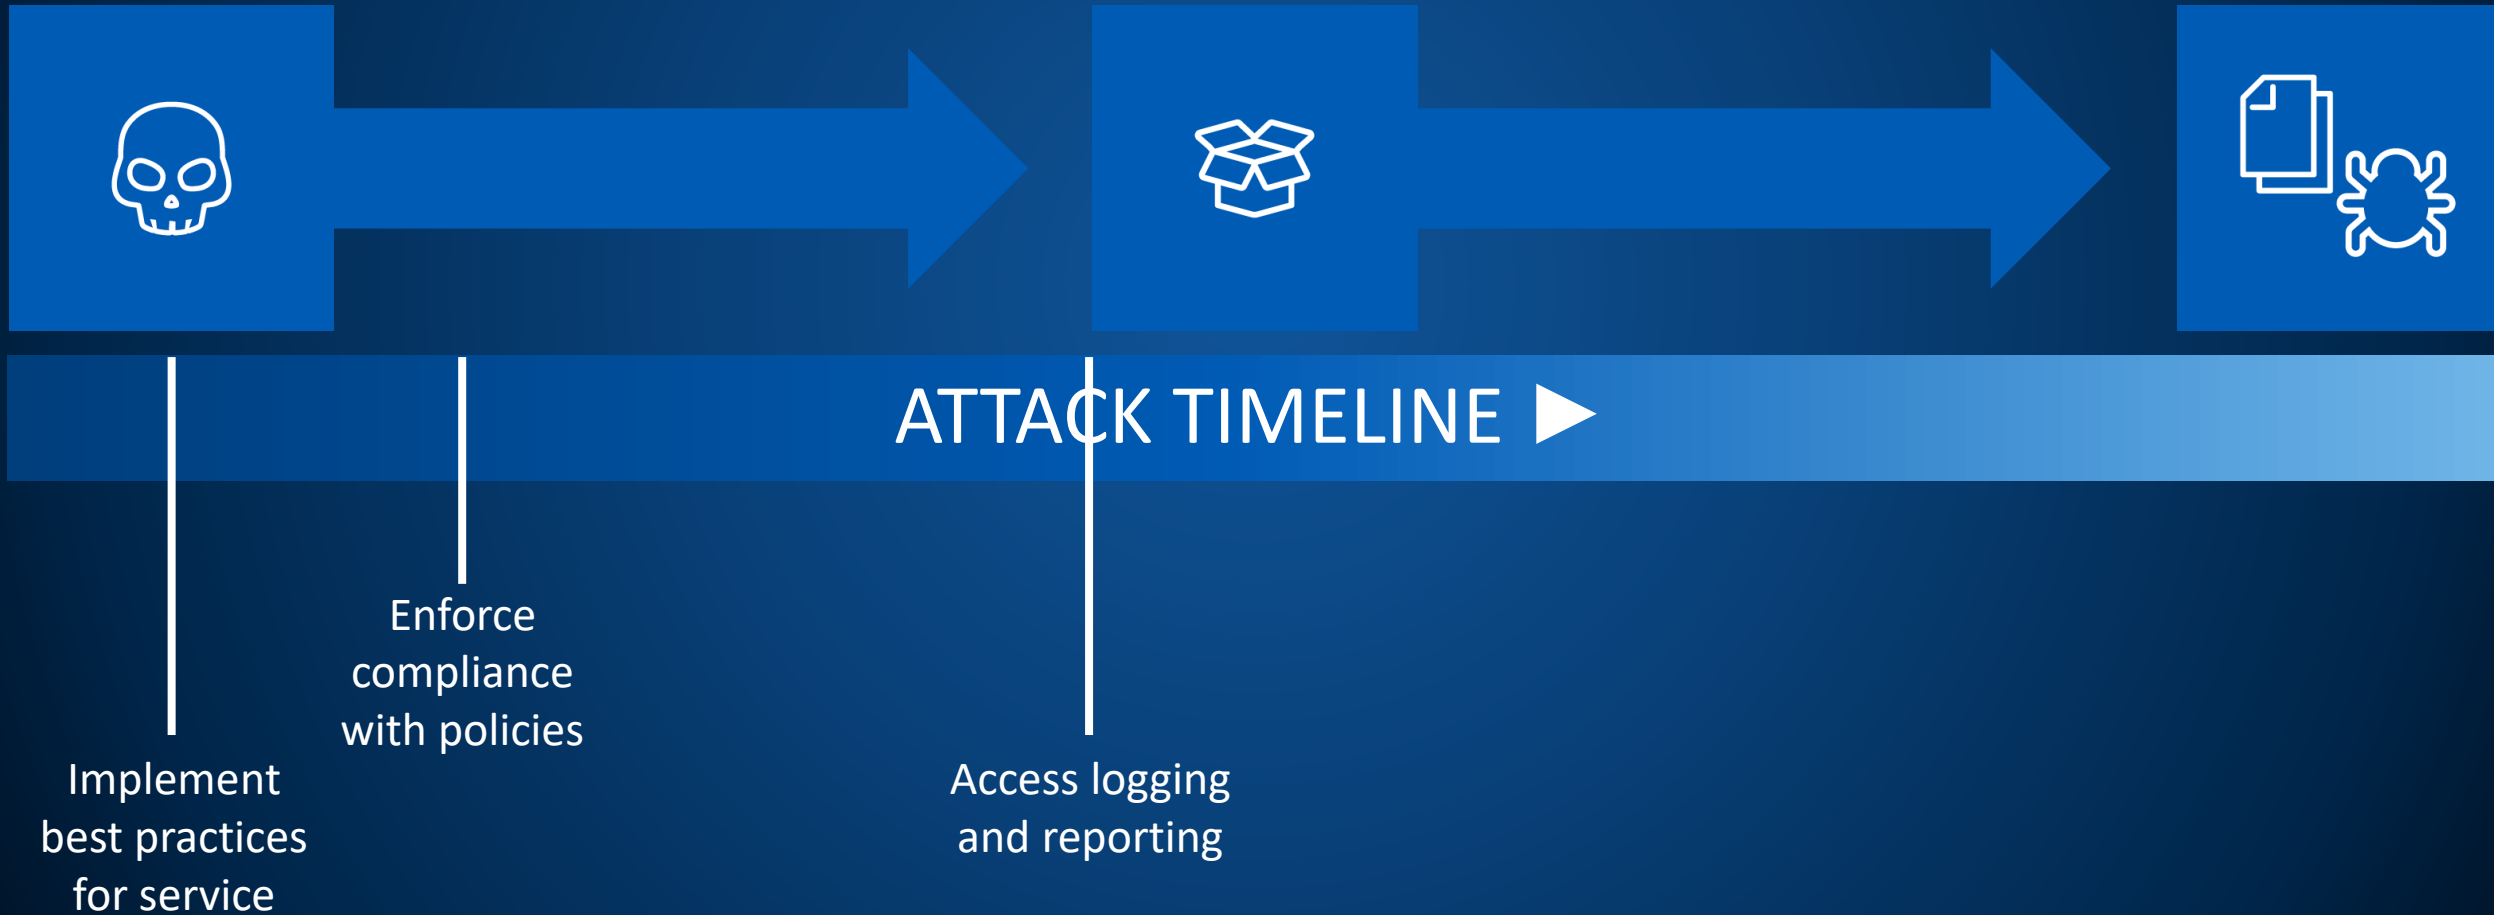 ATTACK TIMELINE
Enforce
compliance
with policies
Implement
best practices
for service
Access logging
and reporting